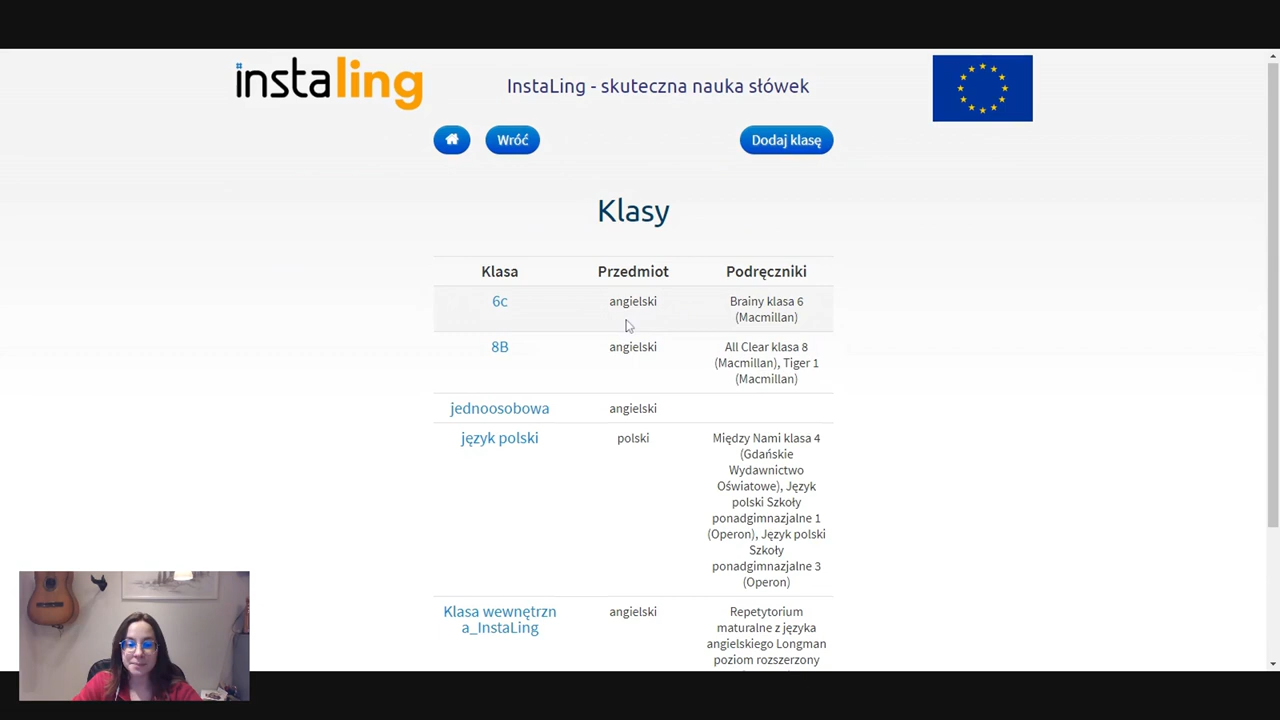 instaling
InstaLing - skuteczna nauka słówek
Wróć
Dodaj klasę
Klasy
Klasa Przedmiot Podręczniki
6c angielski Brainy klasa 6
(Macmillan)
8B angielski All Clear klasa 8
(Macmillan), Tiger 1
(Macmillan)
jednoosobowa angielski
język polski polski Między Nami klasa 4
(Gdańskie
Wydawnictwo
Oświatowe), Język
polski Szkoły
ponadgimnazjalne 1
(Operon), Język polski
Szkoły
ponadgimnazjalne 3
(Operon)
Klasa wewnętrzn angielski Repetytorium
a_InstaLing maturalne z języka
angielskiego Longman
poziom rozszerzony